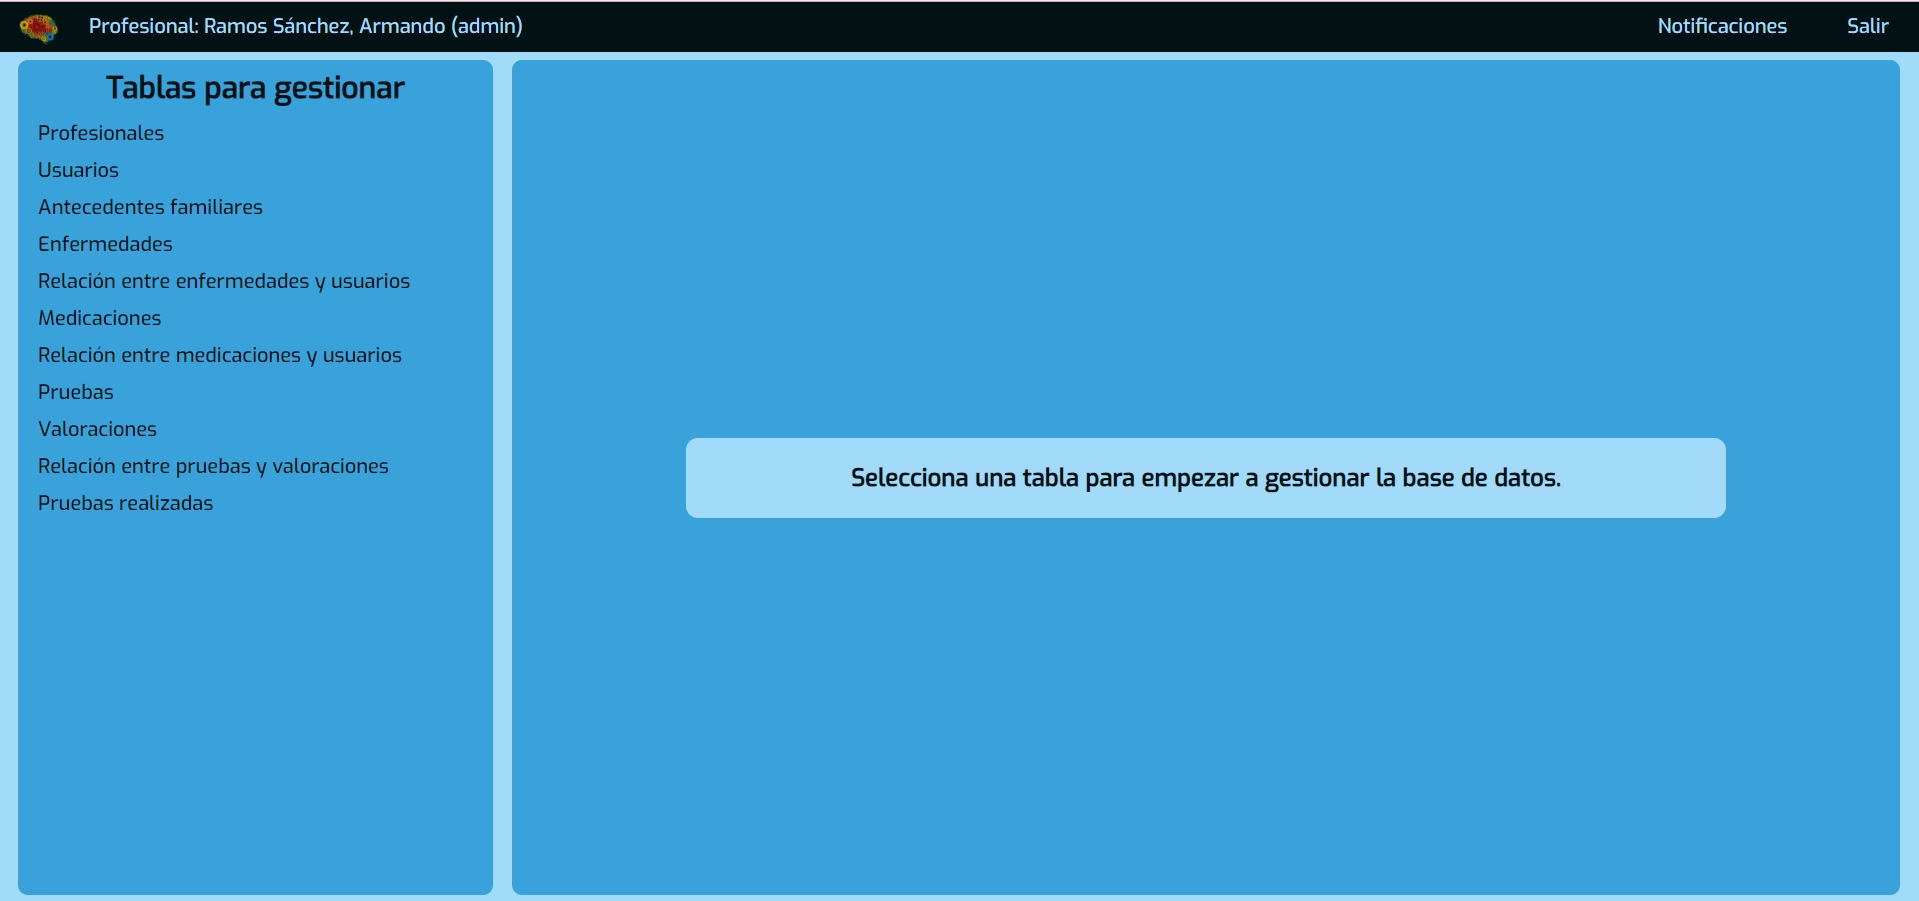 Profesional: Ramos Sánchez, Armando (admin)
Notificaciones
Salir
Tablas para gestionar
Profesionales
Usuarios
Antecedentes familiares
Enfermedades
Relación entre enfermedades y usuarios
Medicaciones
Relación entre medicaciones y usuarios
Pruebas
Valoraciones
Relación entre pruebas y valoraciones
Pruebas realizadas
Selecciona una tabla para empezar a gestionar la base de datos.